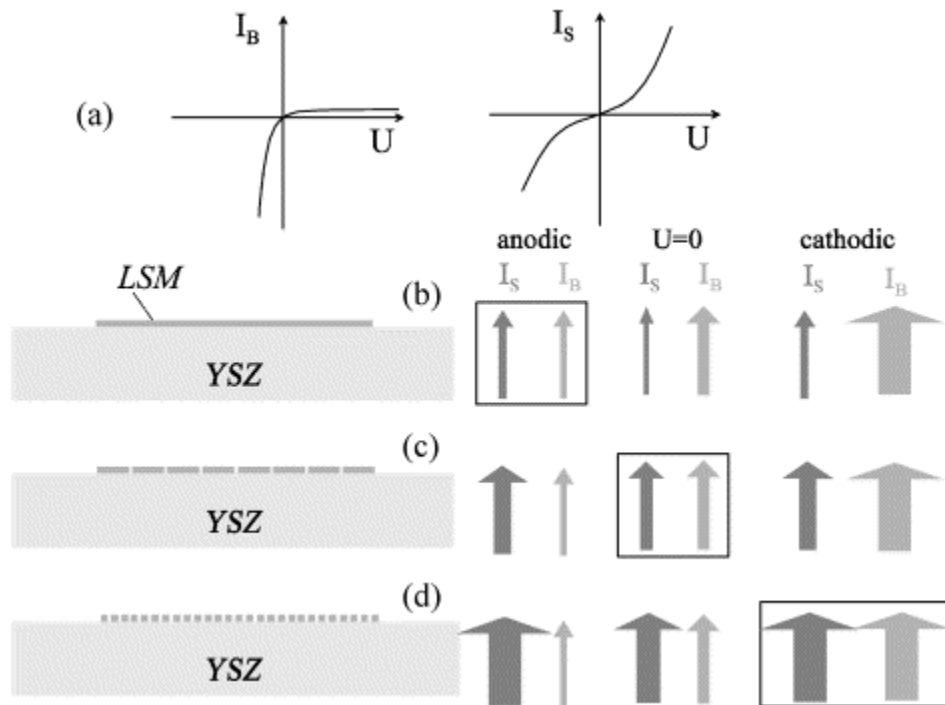 I_B I_S
(a)
U U
anodic U=0 cathodic
I_S I_B I_S I_B I_S I_B
LSM
(b)
YSZ
(c)
YSZ
(d)
YSZ